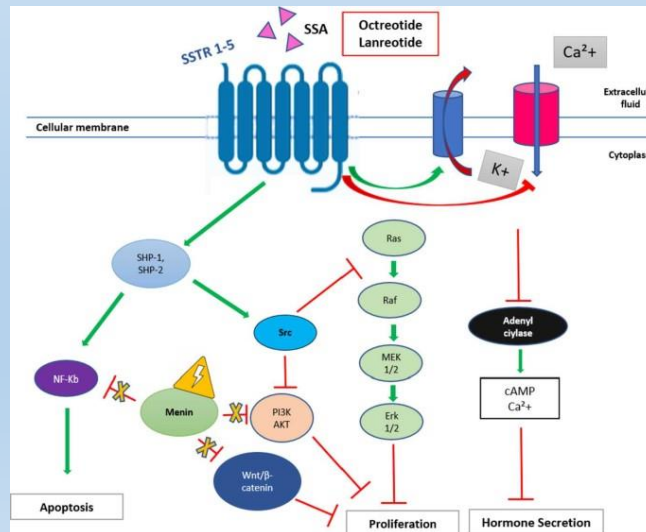 SSTR 1-5
SSA
Octreotide
Lanreotide
Ca²+
Extracellu
fluid
Cellular membrane
Cytoplas
K+
SHP-1,
SHP-2
Ras
Raf
Src
Adenyl
ciylase
MEK
1/2
NF-Kb
Menin
PI3K
AKT
cAMP
Ca²+
Erk
1/2
Wnt/β-
catenin
Apoptosis
Proliferation
Hormone Secretion